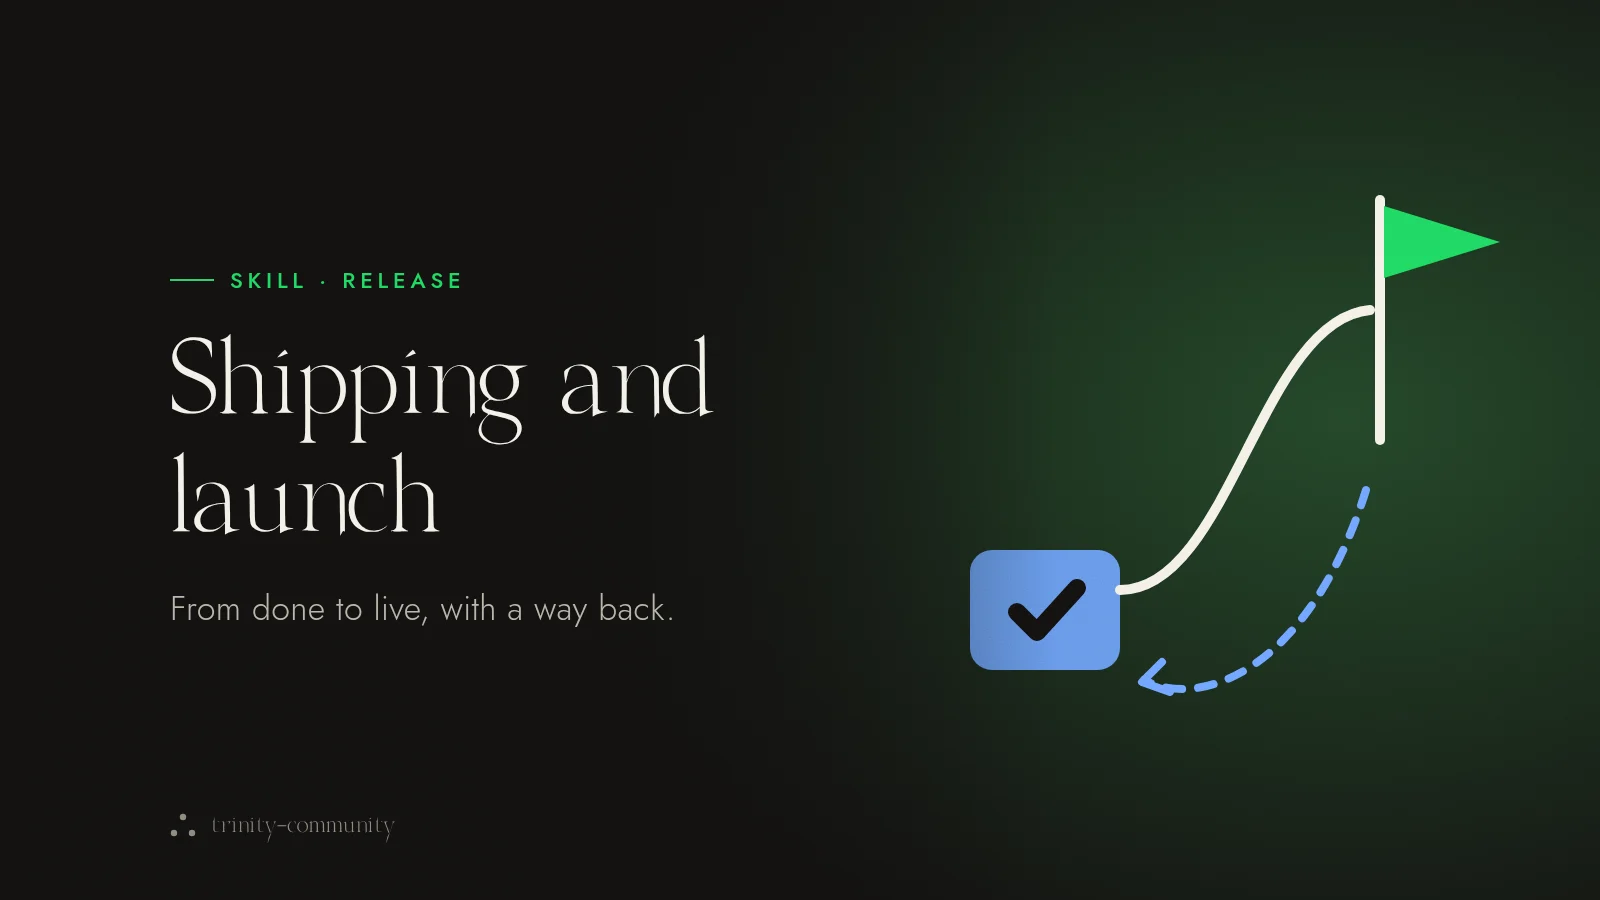 SKILL · RELEASE
Shipping and
launch
From done to live, with a way back.
trinity-community